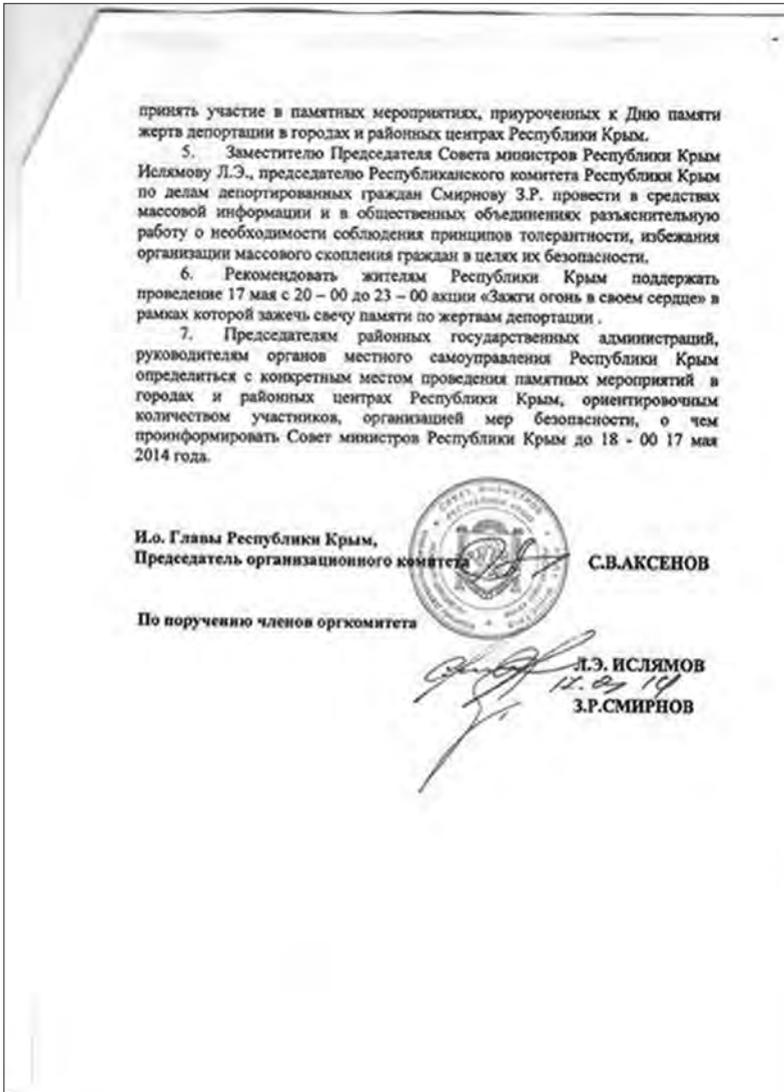 принять участие в памятных мероприятиях, приуроченных к Дню памяти
жертв депортации в городах и районных центрах Республики Крым.
5. Заместителю Председателя Совета министров Республики Крым
Ислямову Л.Э., председателю Республиканского комитета Республики Крым
по делам депортированных граждан Смирнову З.Р. провести в средствах
массовой информации и в общественных объединениях разъяснительную
работу о необходимости соблюдения принципов толерантности, избежания
организации массового скопления граждан в целях их безопасности.
6. Рекомендовать жителям Республики Крым поддержать
проведение 17 мая с 20 – 00 до 23 – 00 акции «Зажги огонь в своем сердце» в
рамках которой зажечь свечу памяти по жертвам депортации .
7. Председателям районных государственных администраций,
руководителям органов местного самоуправления Республики Крым
определиться с конкретным местом проведения памятных мероприятий в
городах и районных центрах Республики Крым, ориентировочным
количеством участников, организацией мер безопасности, о чем
проинформировать Совет министров Республики Крым до 18 - 00 17 мая
2014 года.
И.о. Главы Республики Крым,
Председатель организационного комитета С.В.АКСЕНОВ
По поручению членов оргкомитета
Л.Э. ИСЛЯМОВ
З.Р.СМИРНОВ